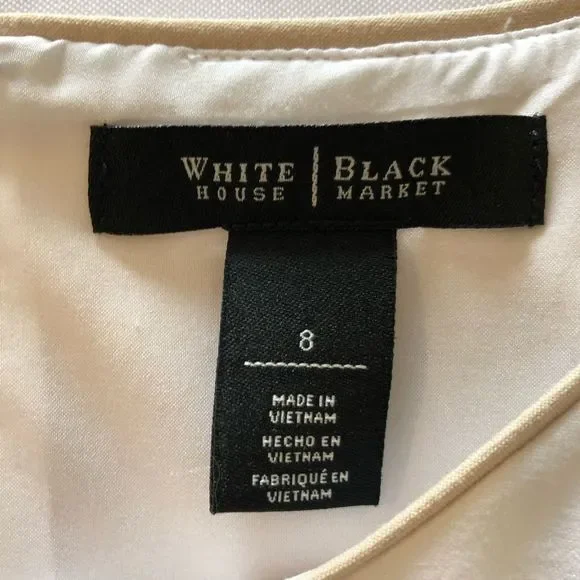 WHITE | BLACK
HOUSE | MARKET
8
MADE IN
VIETNAM
HECHO EN
VIETNAM
FABRIQUÉ EN
VIETNAM